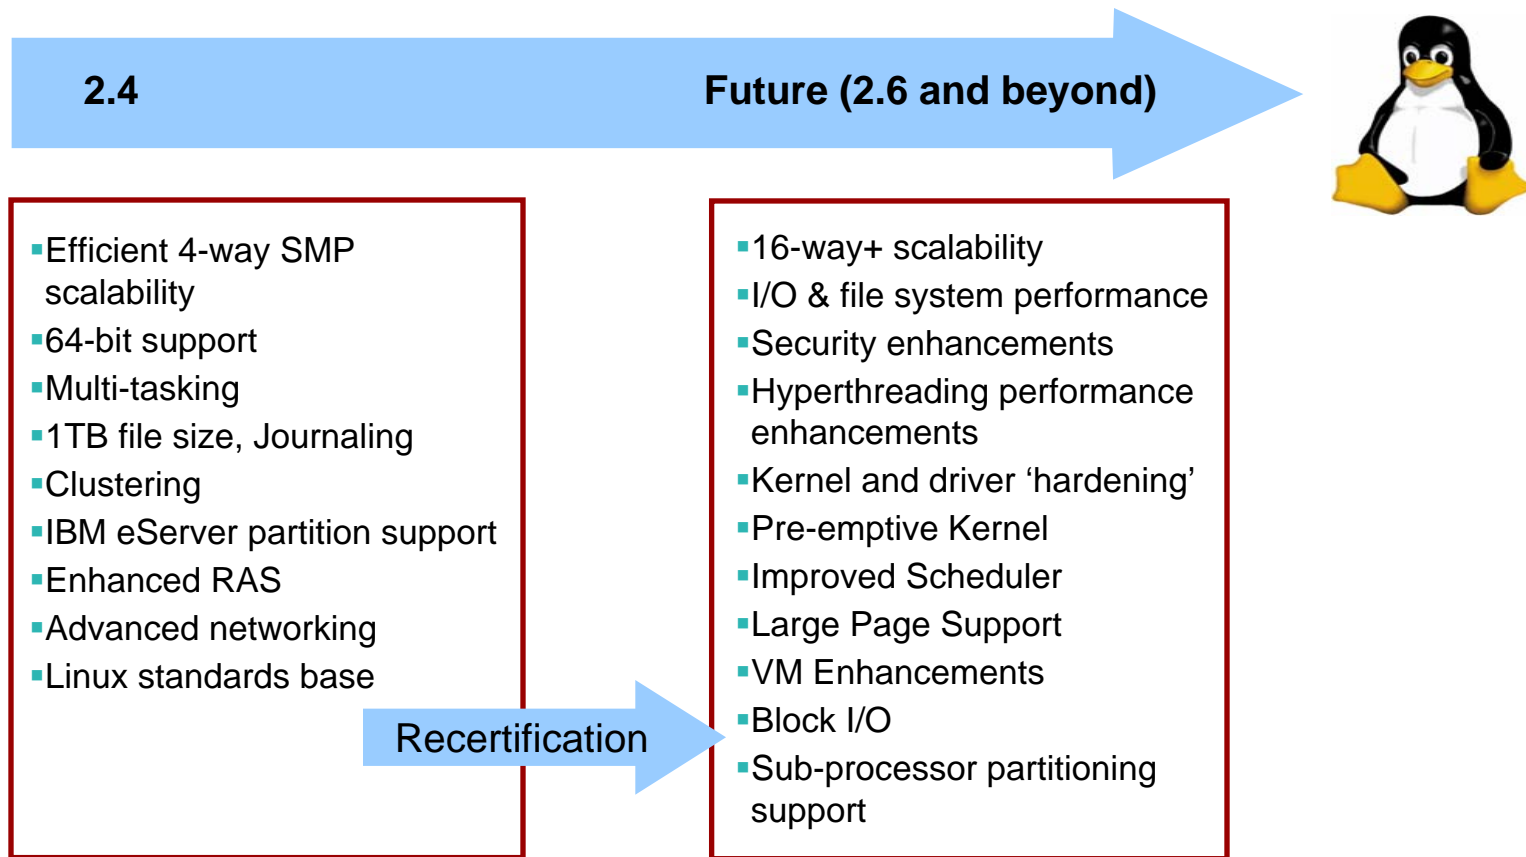 2.4
Future (2.6 and beyond)
▪Efficient 4-way SMP
scalability
▪64-bit support
▪Multi-tasking
▪1TB file size, Journaling
▪Clustering
▪IBM eServer partition support
▪Enhanced RAS
▪Advanced networking
▪Linux standards base
Recertification
▪16-way+ scalability
▪I/O & file system performance
▪Security enhancements
▪Hyperthreading performance
enhancements
▪Kernel and driver ‘hardening’
▪Pre-emptive Kernel
▪Improved Scheduler
▪Large Page Support
▪VM Enhancements
▪Block I/O
▪Sub-processor partitioning
support